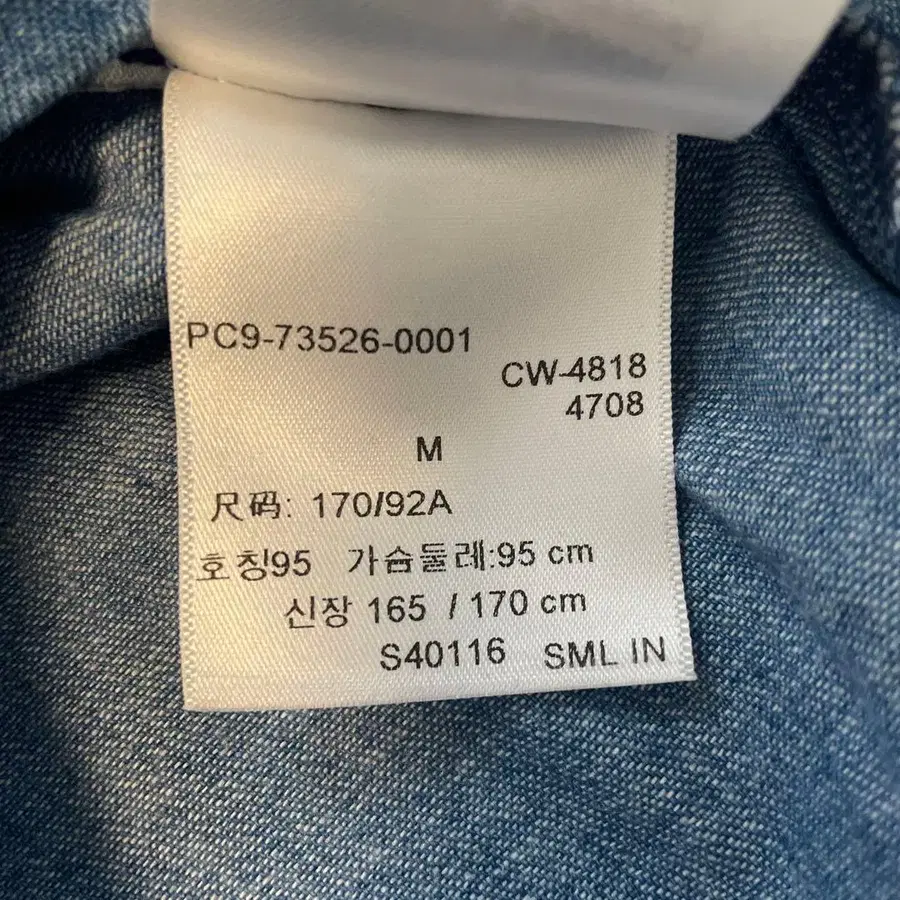 PC9-73526-0001
CW-4818
4708
M
尺码: 170/92A
호칭95 가슴둘레:95 cm
신장 165 / 170 cm
S40116 SML IN